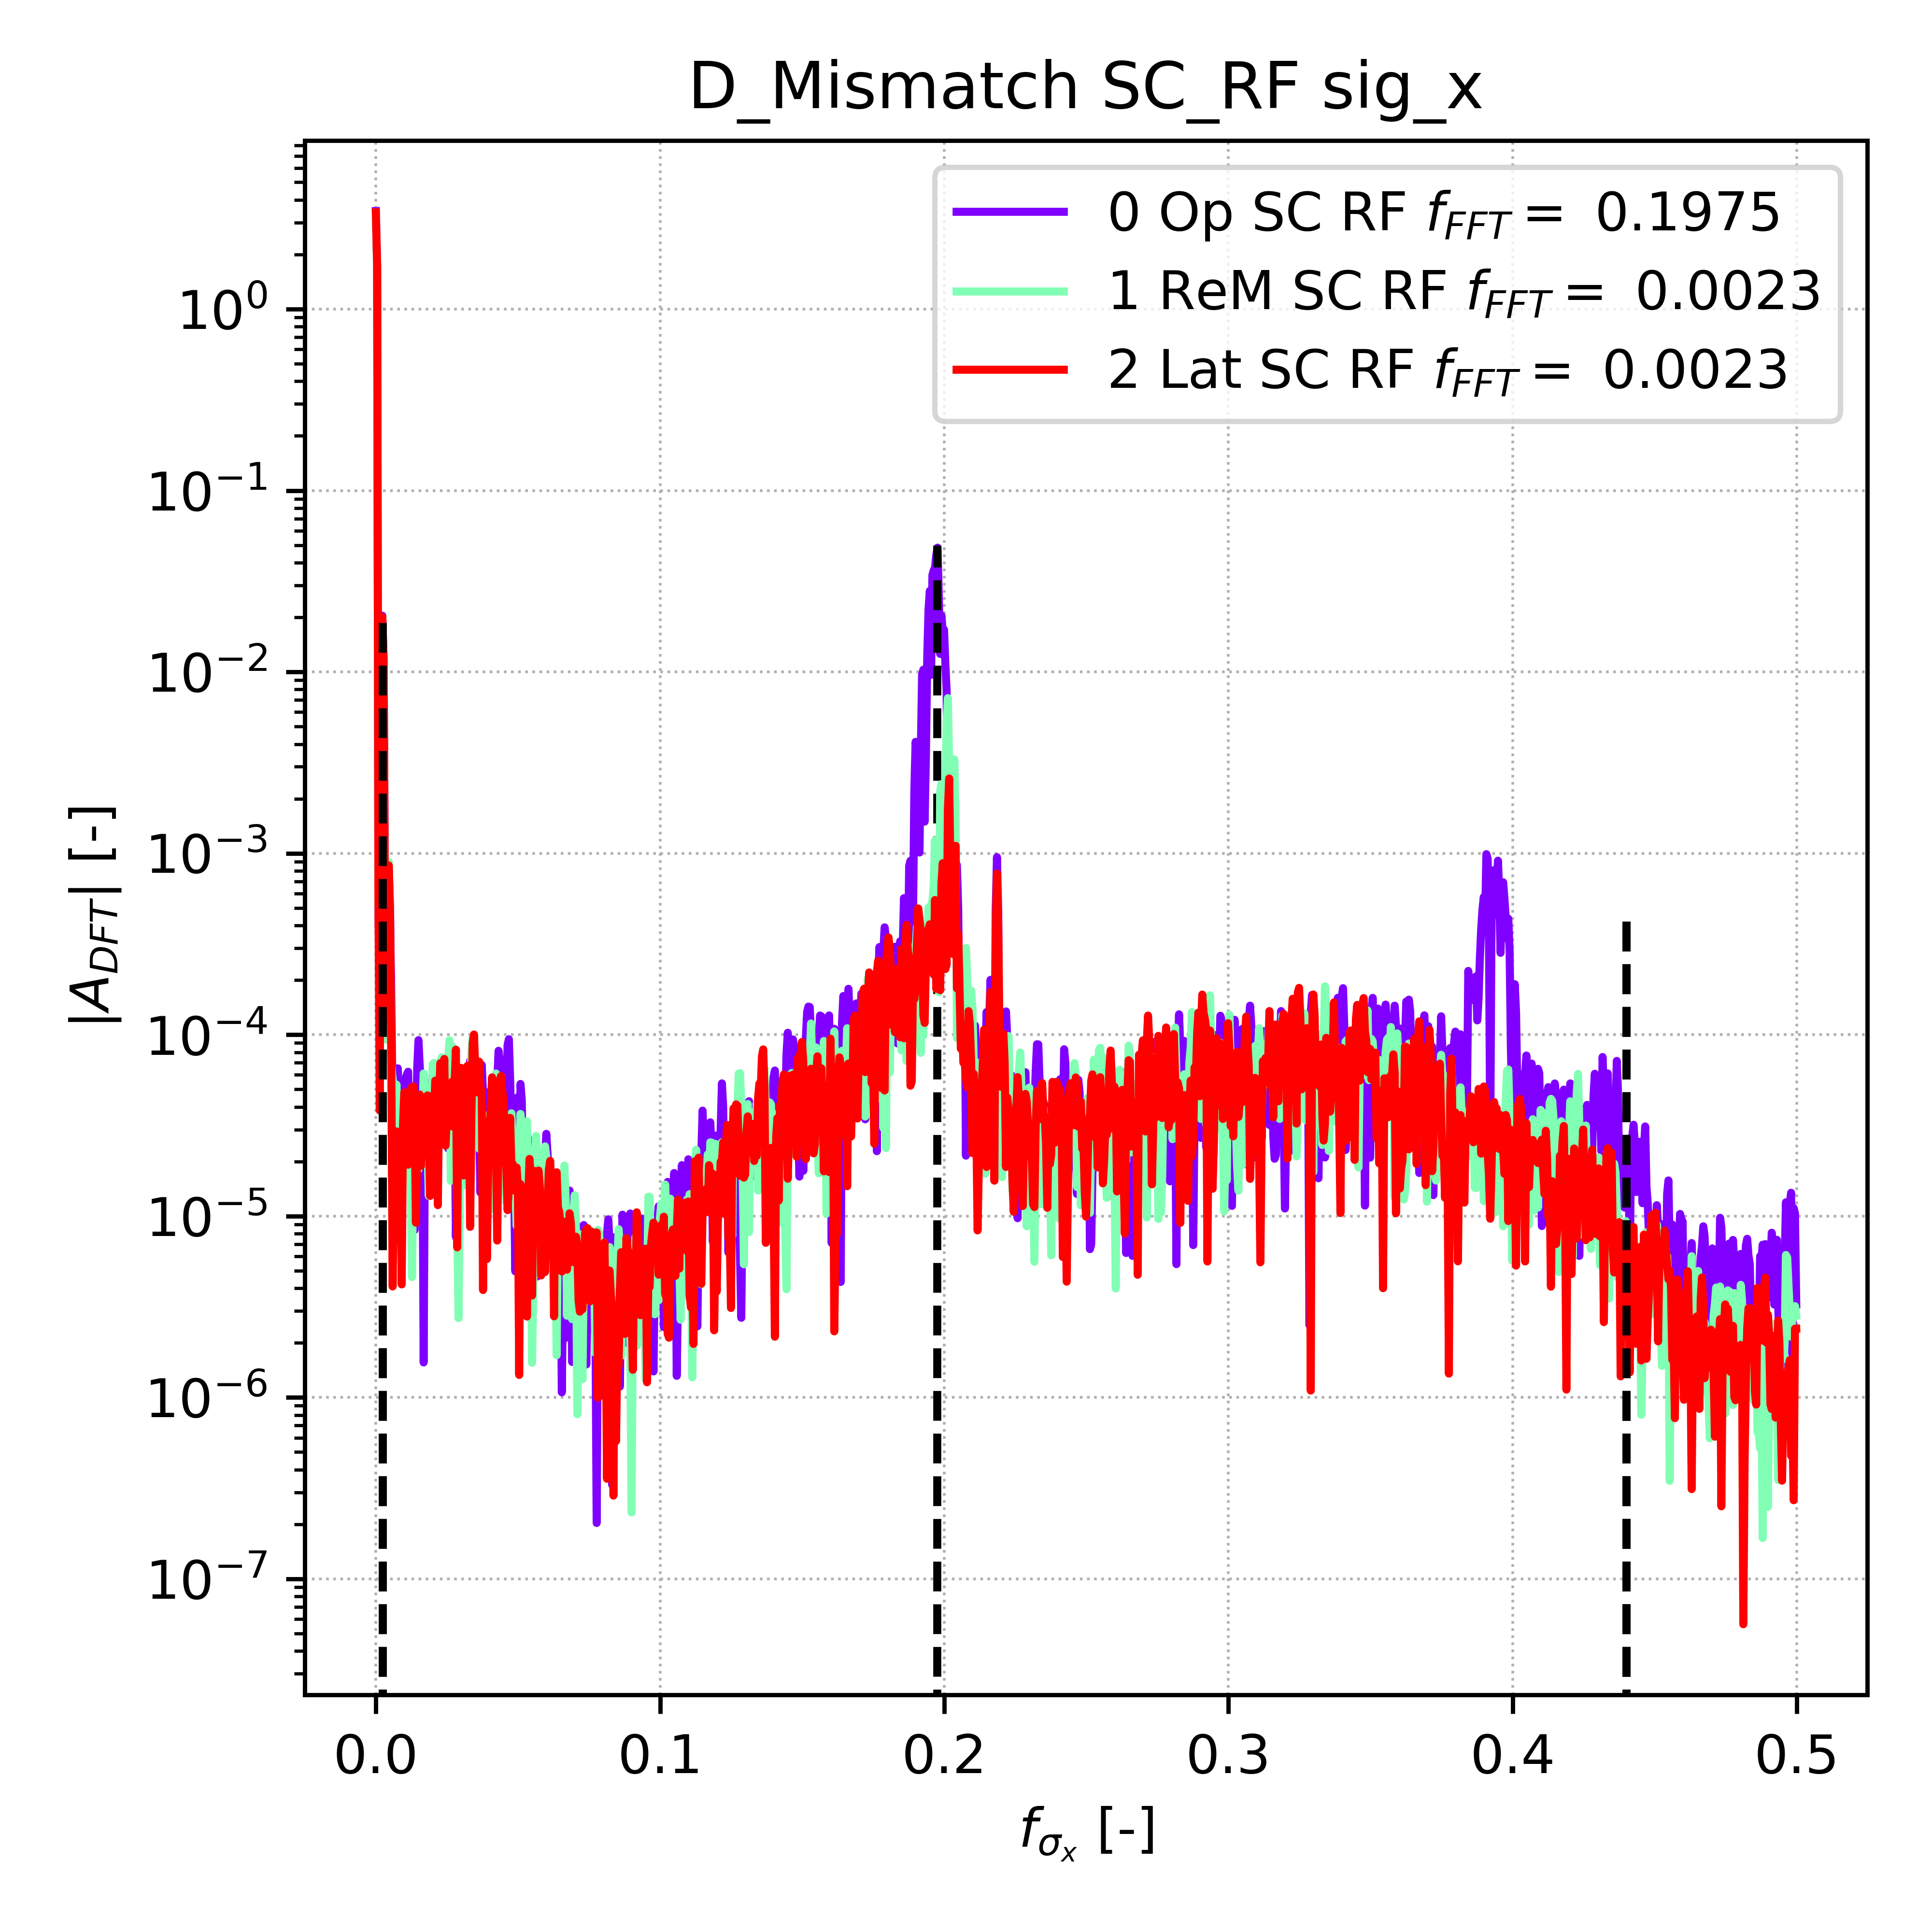 D_Mismatch SC_RF sig_x
0 Op SC RF f_FFT = 0.1975
1 ReM SC RF f_FFT = 0.0023
2 Lat SC RF f_FFT = 0.0023
|A_DFT| [-]
10^0
10^-1
10^-2
10^-3
10^-4
10^-5
10^-6
10^-7
0.0 0.1 0.2 0.3 0.4 0.5
f_σ_x [-]